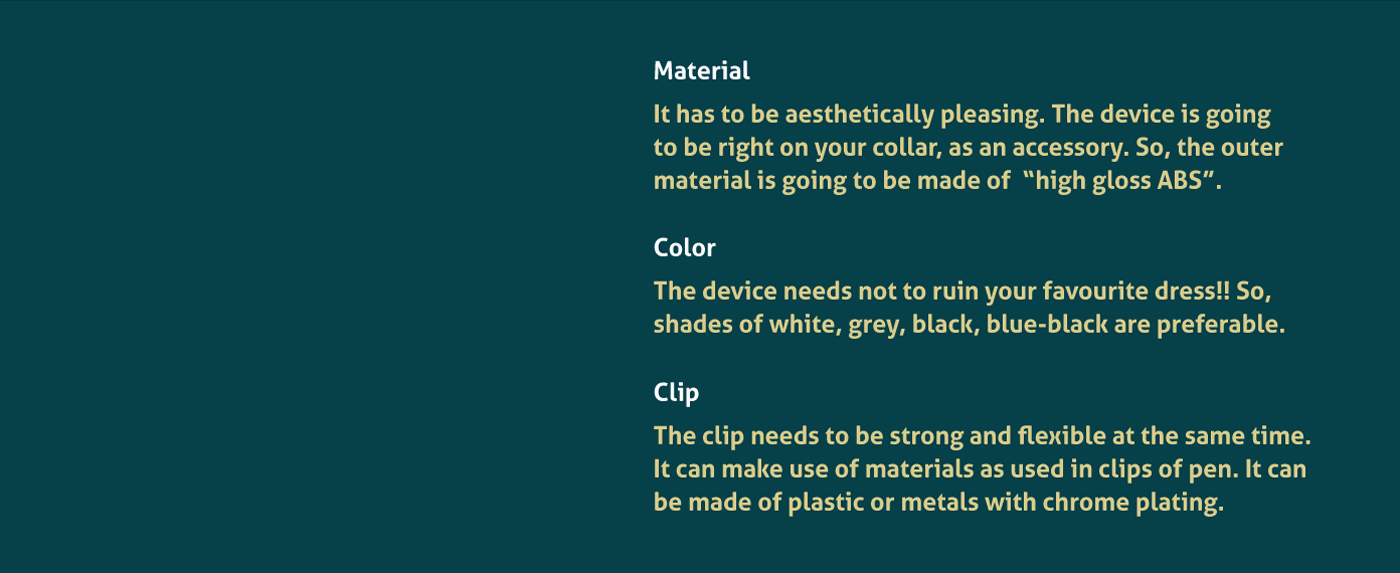 Material
It has to be aesthetically pleasing. The device is going
to be right on your collar, as an accessory. So, the outer
material is going to be made of  “high gloss ABS”.
Color
The device needs not to ruin your favourite dress!! So,
shades of white, grey, black, blue-black are preferable.
Clip
The clip needs to be strong and flexible at the same time.
It can make use of materials as used in clips of pen. It can
be made of plastic or metals with chrome plating.